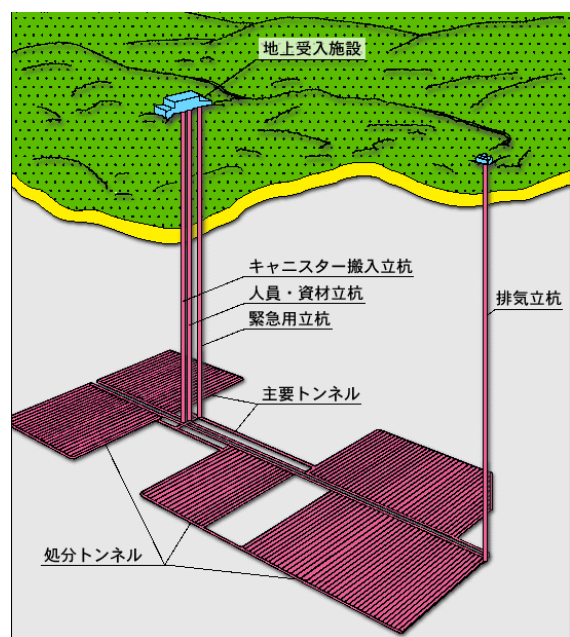 地上受入施設
キャニスター搬入立杭
人員・資材立杭
緊急用立杭
排気立杭
主要トンネル
処分トンネル